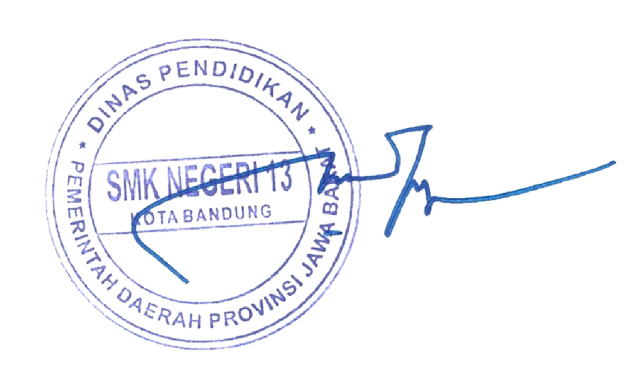 DINAS PENDIDIKAN
SMK NEGERI 13
KOTA BANDUNG
PEMERINTAH DAERAH PROVINSI JAWA BARAT